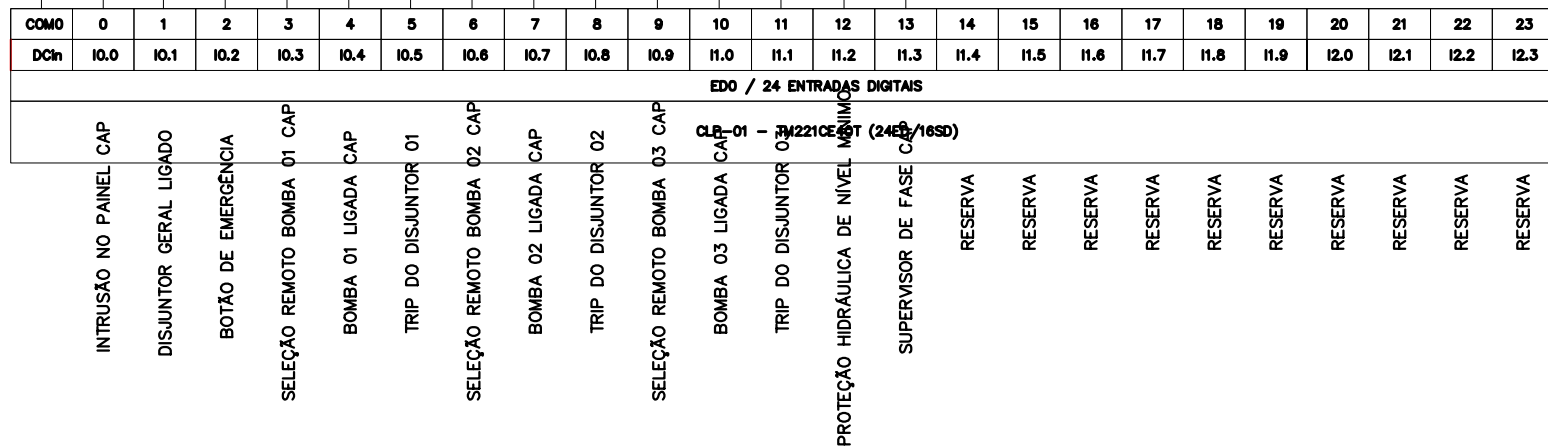 COM0 0 1 2 3 4 5 6 7 8 9 10 11 12 13 14 15 16 17 18 19 20 21 22 23
DCin I0.0 I0.1 I0.2 I0.3 I0.4 I0.5 I0.6 I0.7 I0.8 I0.9 I1.0 I1.1 I1.2 I1.3 I1.4 I1.5 I1.6 I1.7 I1.8 I1.9 I2.0 I2.1 I2.2 I2.3
ED0 / 24 ENTRADAS DIGITAIS
CLP-01 - TM221CE40T (24ED/16SD)
INTRUSÃO NO PAINEL CAP
DISJUNTOR GERAL LIGADO
BOTÃO DE EMERGÊNCIA
SELEÇÃO REMOTO BOMBA 01 CAP
BOMBA 01 LIGADA CAP
TRIP DO DISJUNTOR 01
SELEÇÃO REMOTO BOMBA 02 CAP
BOMBA 02 LIGADA CAP
TRIP DO DISJUNTOR 02
SELEÇÃO REMOTO BOMBA 03 CAP
BOMBA 03 LIGADA CAP
TRIP DO DISJUNTOR 03
PROTEÇÃO HIDRÁULICA DE NÍVEL MÍNIMO
SUPERVISOR DE FASE CAP
RESERVA
RESERVA
RESERVA
RESERVA
RESERVA
RESERVA
RESERVA
RESERVA
RESERVA
RESERVA